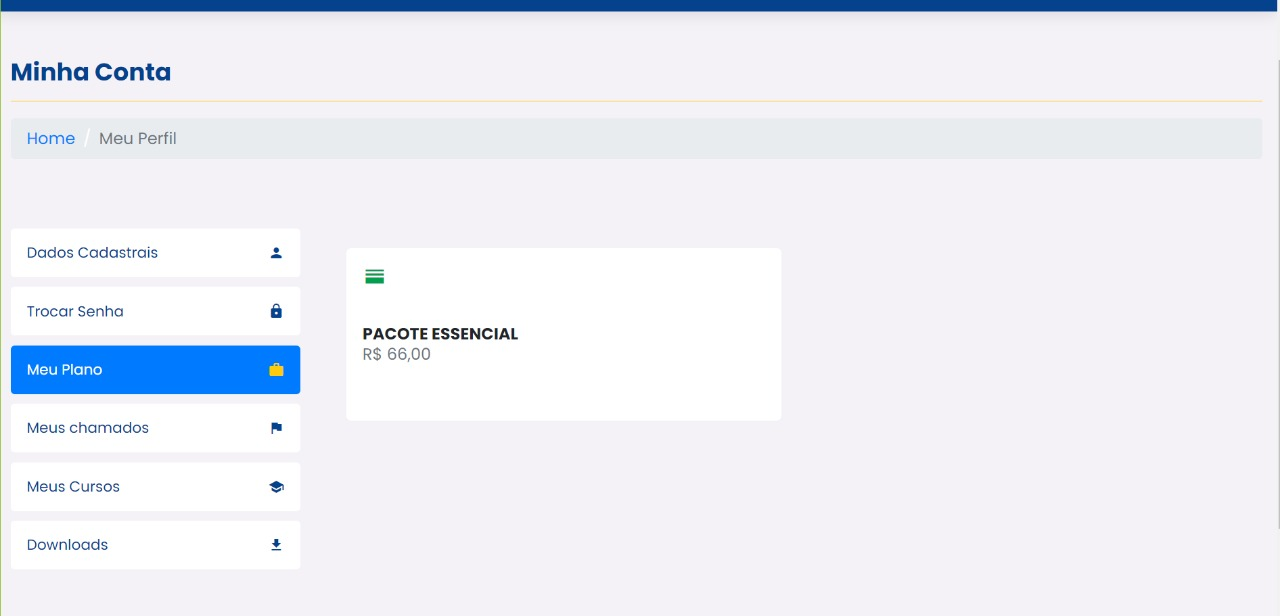 Minha Conta
Home / Meu Perfil
Dados Cadastrais
Trocar Senha
Meu Plano
Meus chamados
Meus Cursos
Downloads
PACOTE ESSENCIAL
R$ 66,00